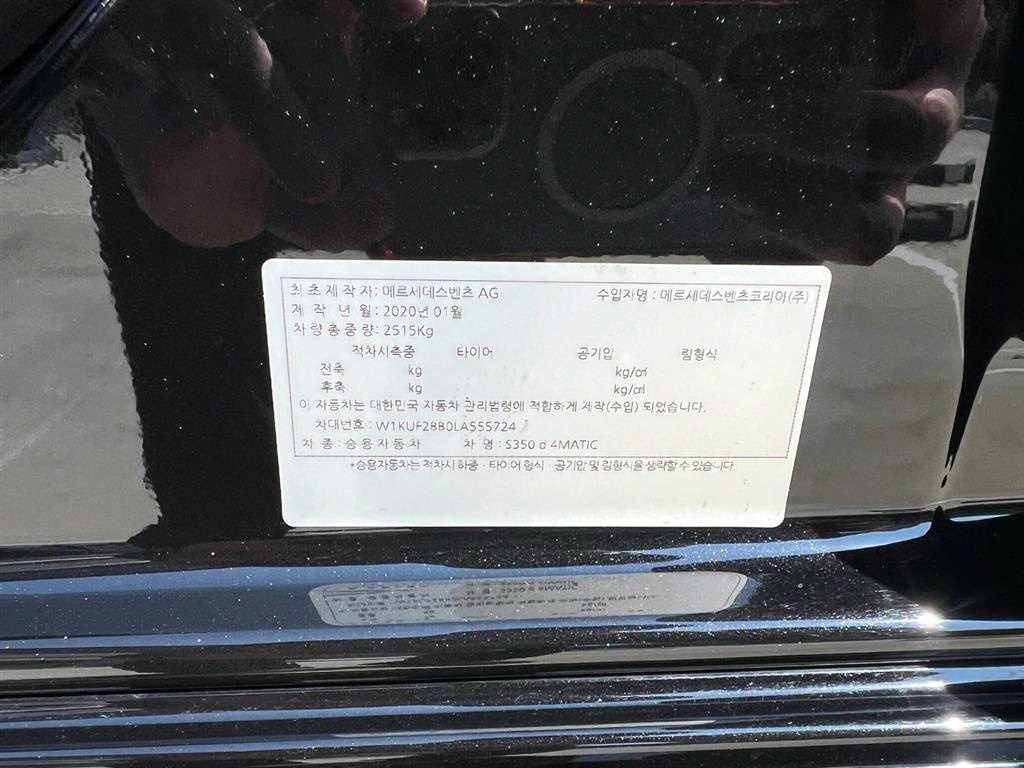 최초제작자: 메르세데스벤츠 AG 수입자명 : 메르세데스벤츠코리아(주)
제 작 년 월: 2020년 01월
차량총중량: 2515Kg
적차시축중 타이어 공기압 림형식
전축 kg kg/㎠
후축 kg kg/㎠
이 자동차는 대한민국 자동차 관리법령에 적합하게 제작(수입) 되었습니다.
차대번호 : W1KUF28B0LA555724
차 종 : 승용자동차 차 명 : S350 d 4MATIC
*승용자동차는 적차시하중 · 타이어형식 · 공기압 및 림형식을 생략할 수 있습니다.